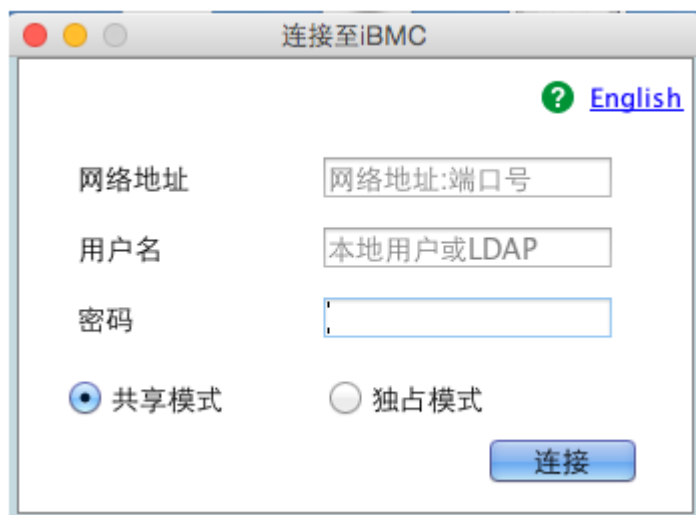 连接至iBMC
? English
网络地址 网络地址:端口号
用户名 本地用户或LDAP
密码
共享模式 独占模式
连接